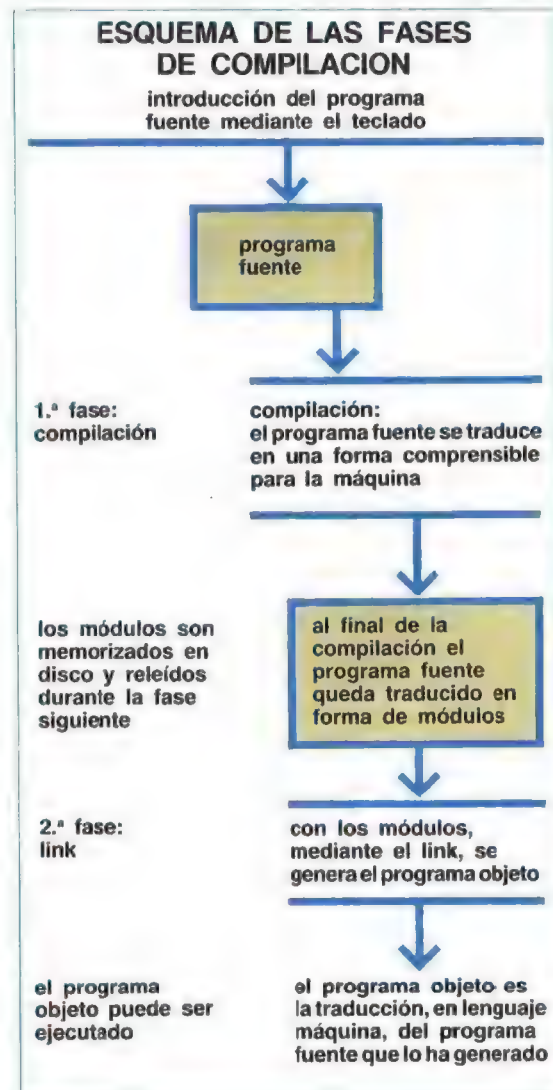 ESQUEMA DE LAS FASES
DE COMPILACION
introducción del programa
fuente mediante el teclado
programa
fuente
1.ª fase:
compilación
compilación:
el programa fuente se traduce
en una forma comprensible
para la máquina
los módulos son
memorizados en
disco y releídos
durante la fase
siguiente
al final de la
compilación el
programa fuente
queda traducido en
forma de módulos
2.ª fase:
link
con los módulos,
mediante el link, se
genera el programa objeto
el programa
objeto puede ser
ejecutado
el programa objeto es
la traducción, en lenguaje
máquina, del programa
fuente que lo ha generado